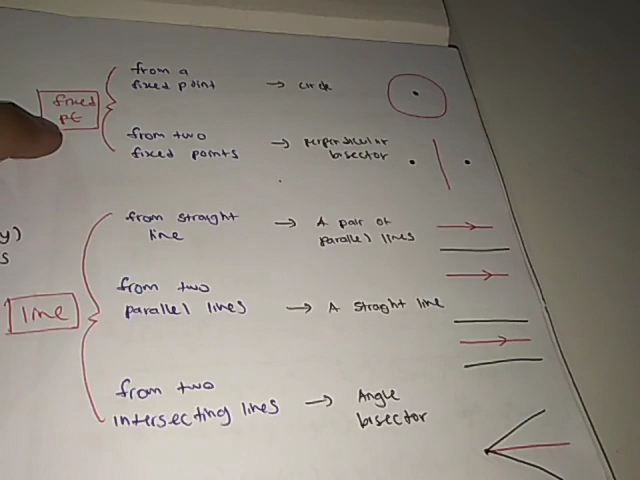 from a
fixed point → circle
fixed
pt
from two
fixed points → perpendicular
bisector
y)
s
from straight
line → A pair of
parallel lines
from two
parallel lines → A straght line
line
from two
intersecting lines → Angle
bisector